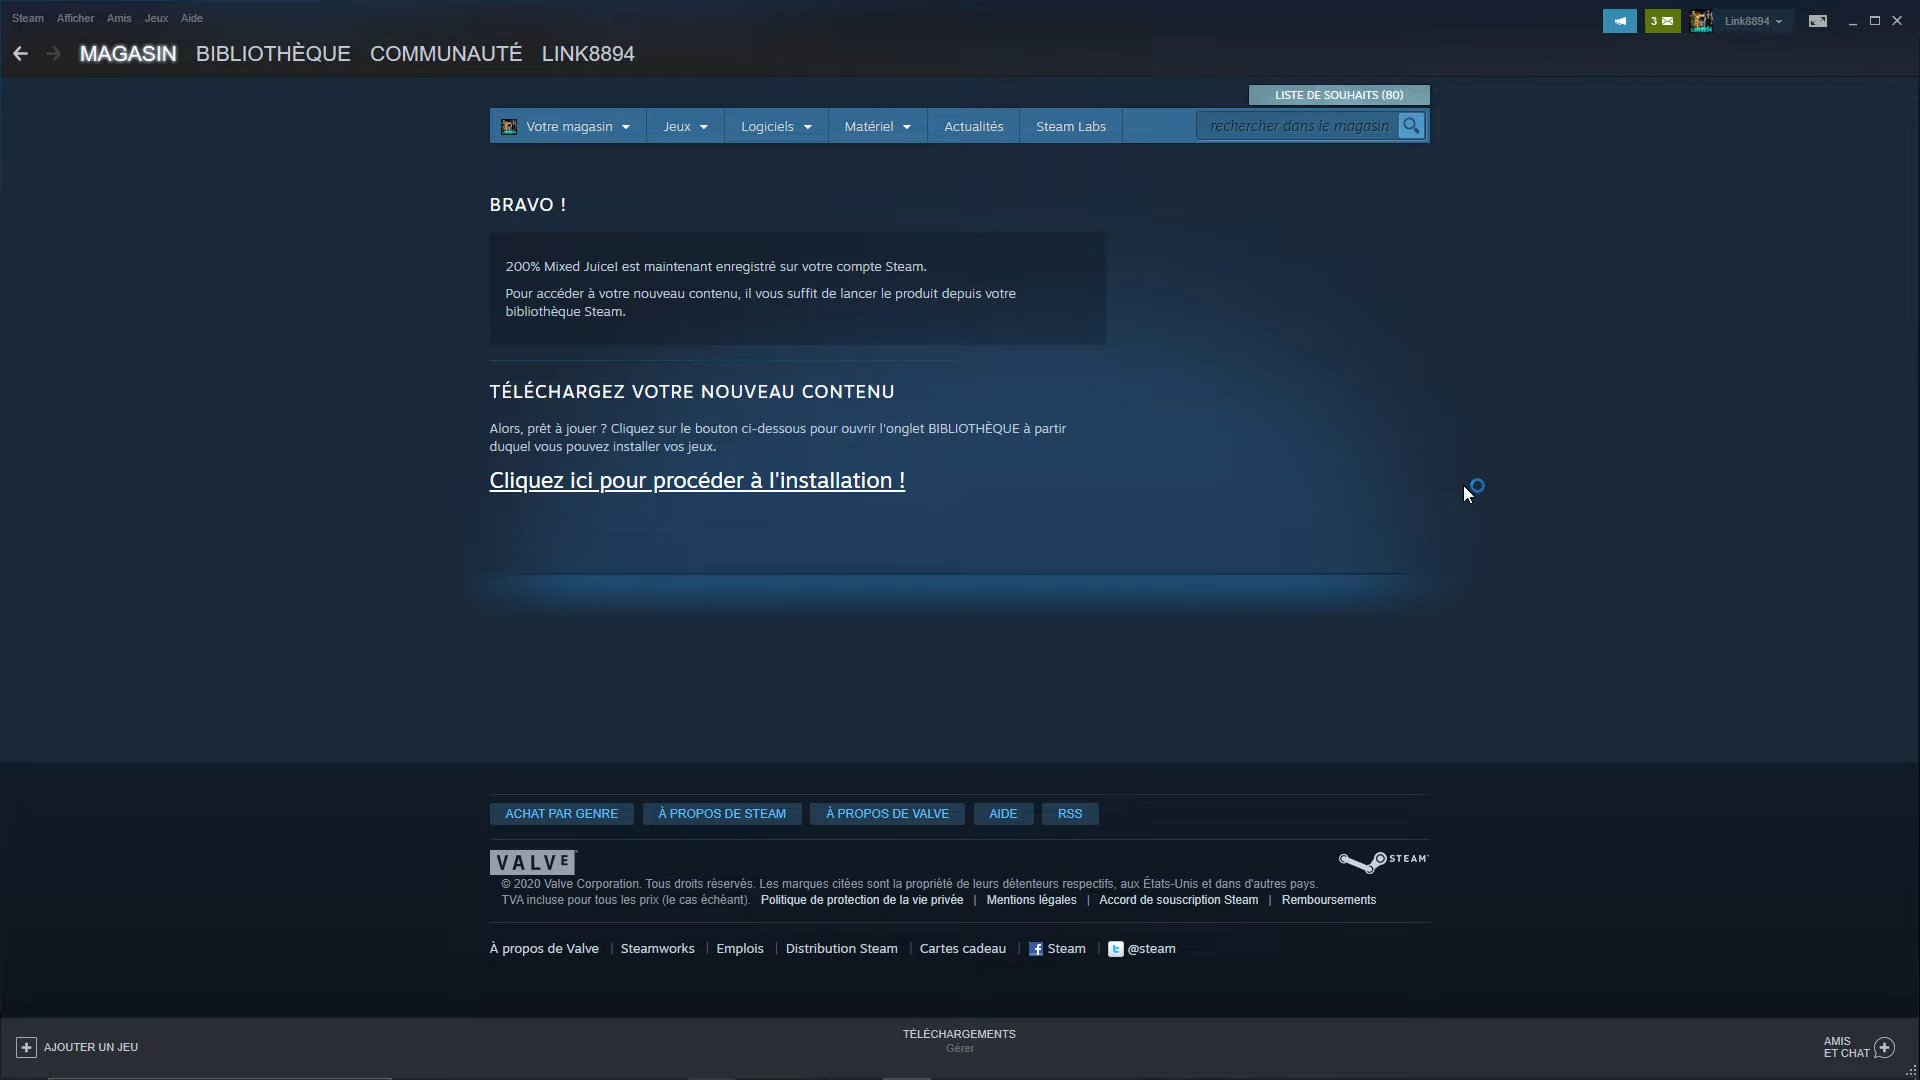 Steam Afficher Amis Jeux Aide
3 Link8894
MAGASIN BIBLIOTHÈQUE COMMUNAUTÉ LINK8894
LISTE DE SOUHAITS (80)
Votre magasin Jeux Logiciels Matériel Actualités Steam Labs rechercher dans le magasin
BRAVO !
200% Mixed Juice! est maintenant enregistré sur votre compte Steam.
Pour accéder à votre nouveau contenu, il vous suffit de lancer le produit depuis votre
bibliothèque Steam.
TÉLÉCHARGEZ VOTRE NOUVEAU CONTENU
Alors, prêt à jouer ? Cliquez sur le bouton ci-dessous pour ouvrir l'onglet BIBLIOTHÈQUE à partir
duquel vous pouvez installer vos jeux.
Cliquez ici pour procéder à l'installation !
ACHAT PAR GENRE À PROPOS DE STEAM À PROPOS DE VALVE AIDE RSS
VALVE STEAM
© 2020 Valve Corporation. Tous droits réservés. Les marques citées sont la propriété de leurs détenteurs respectifs, aux États-Unis et dans d'autres pays.
TVA incluse pour tous les prix (le cas échéant). Politique de protection de la vie privée | Mentions légales | Accord de souscription Steam | Remboursements
À propos de Valve | Steamworks | Emplois | Distribution Steam | Cartes cadeau | Steam | @steam
AJOUTER UN JEU
TÉLÉCHARGEMENTS
Gérer
AMIS
ET CHAT